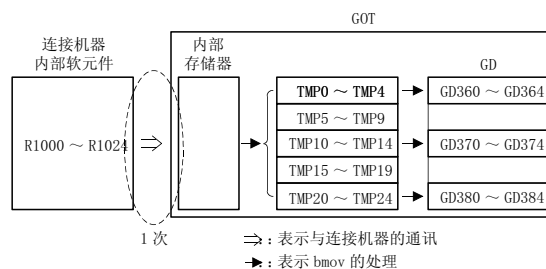 GOT
连接机器
内部软元件
内部
存储器
GD
R1000 ～ R1024
TMP0 ～ TMP4
TMP5 ～ TMP9
TMP10 ～ TMP14
TMP15 ～ TMP19
TMP20 ～ TMP24
GD360 ～ GD364
GD370 ～ GD374
GD380 ～ GD384
1 次
⇒：表示与连接机器的通讯
→：表示 bmov 的处理